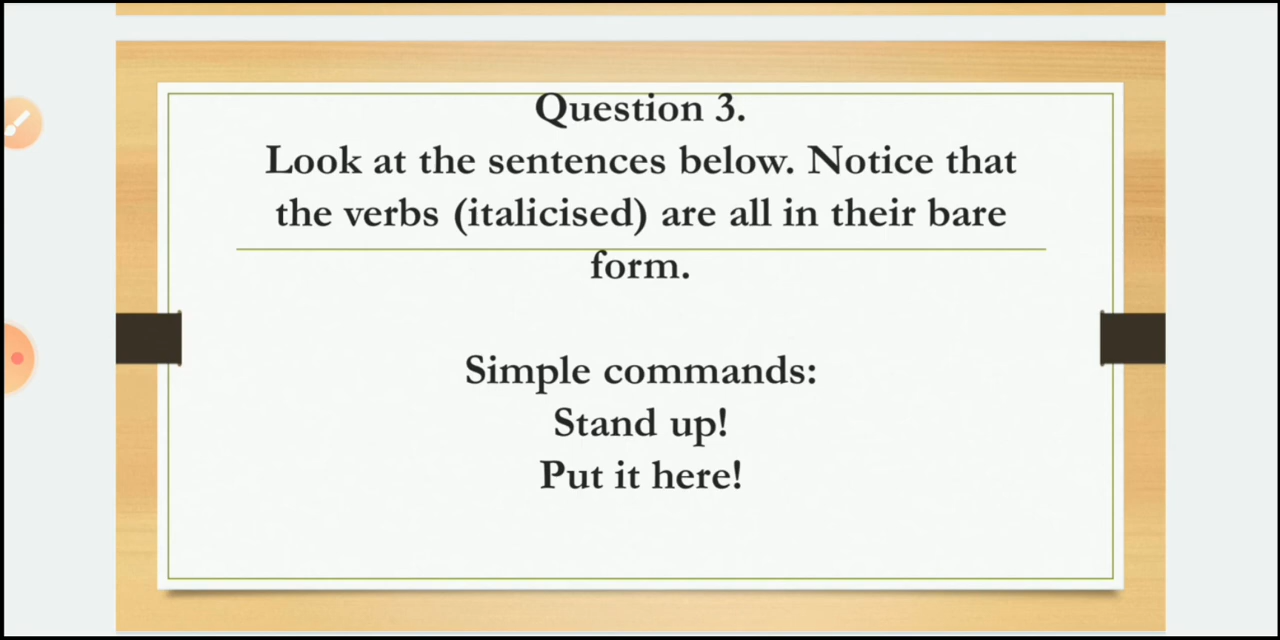 Question 3.
Look at the sentences below. Notice that
the verbs (italicised) are all in their bare
form.
Simple commands:
Stand up!
Put it here!